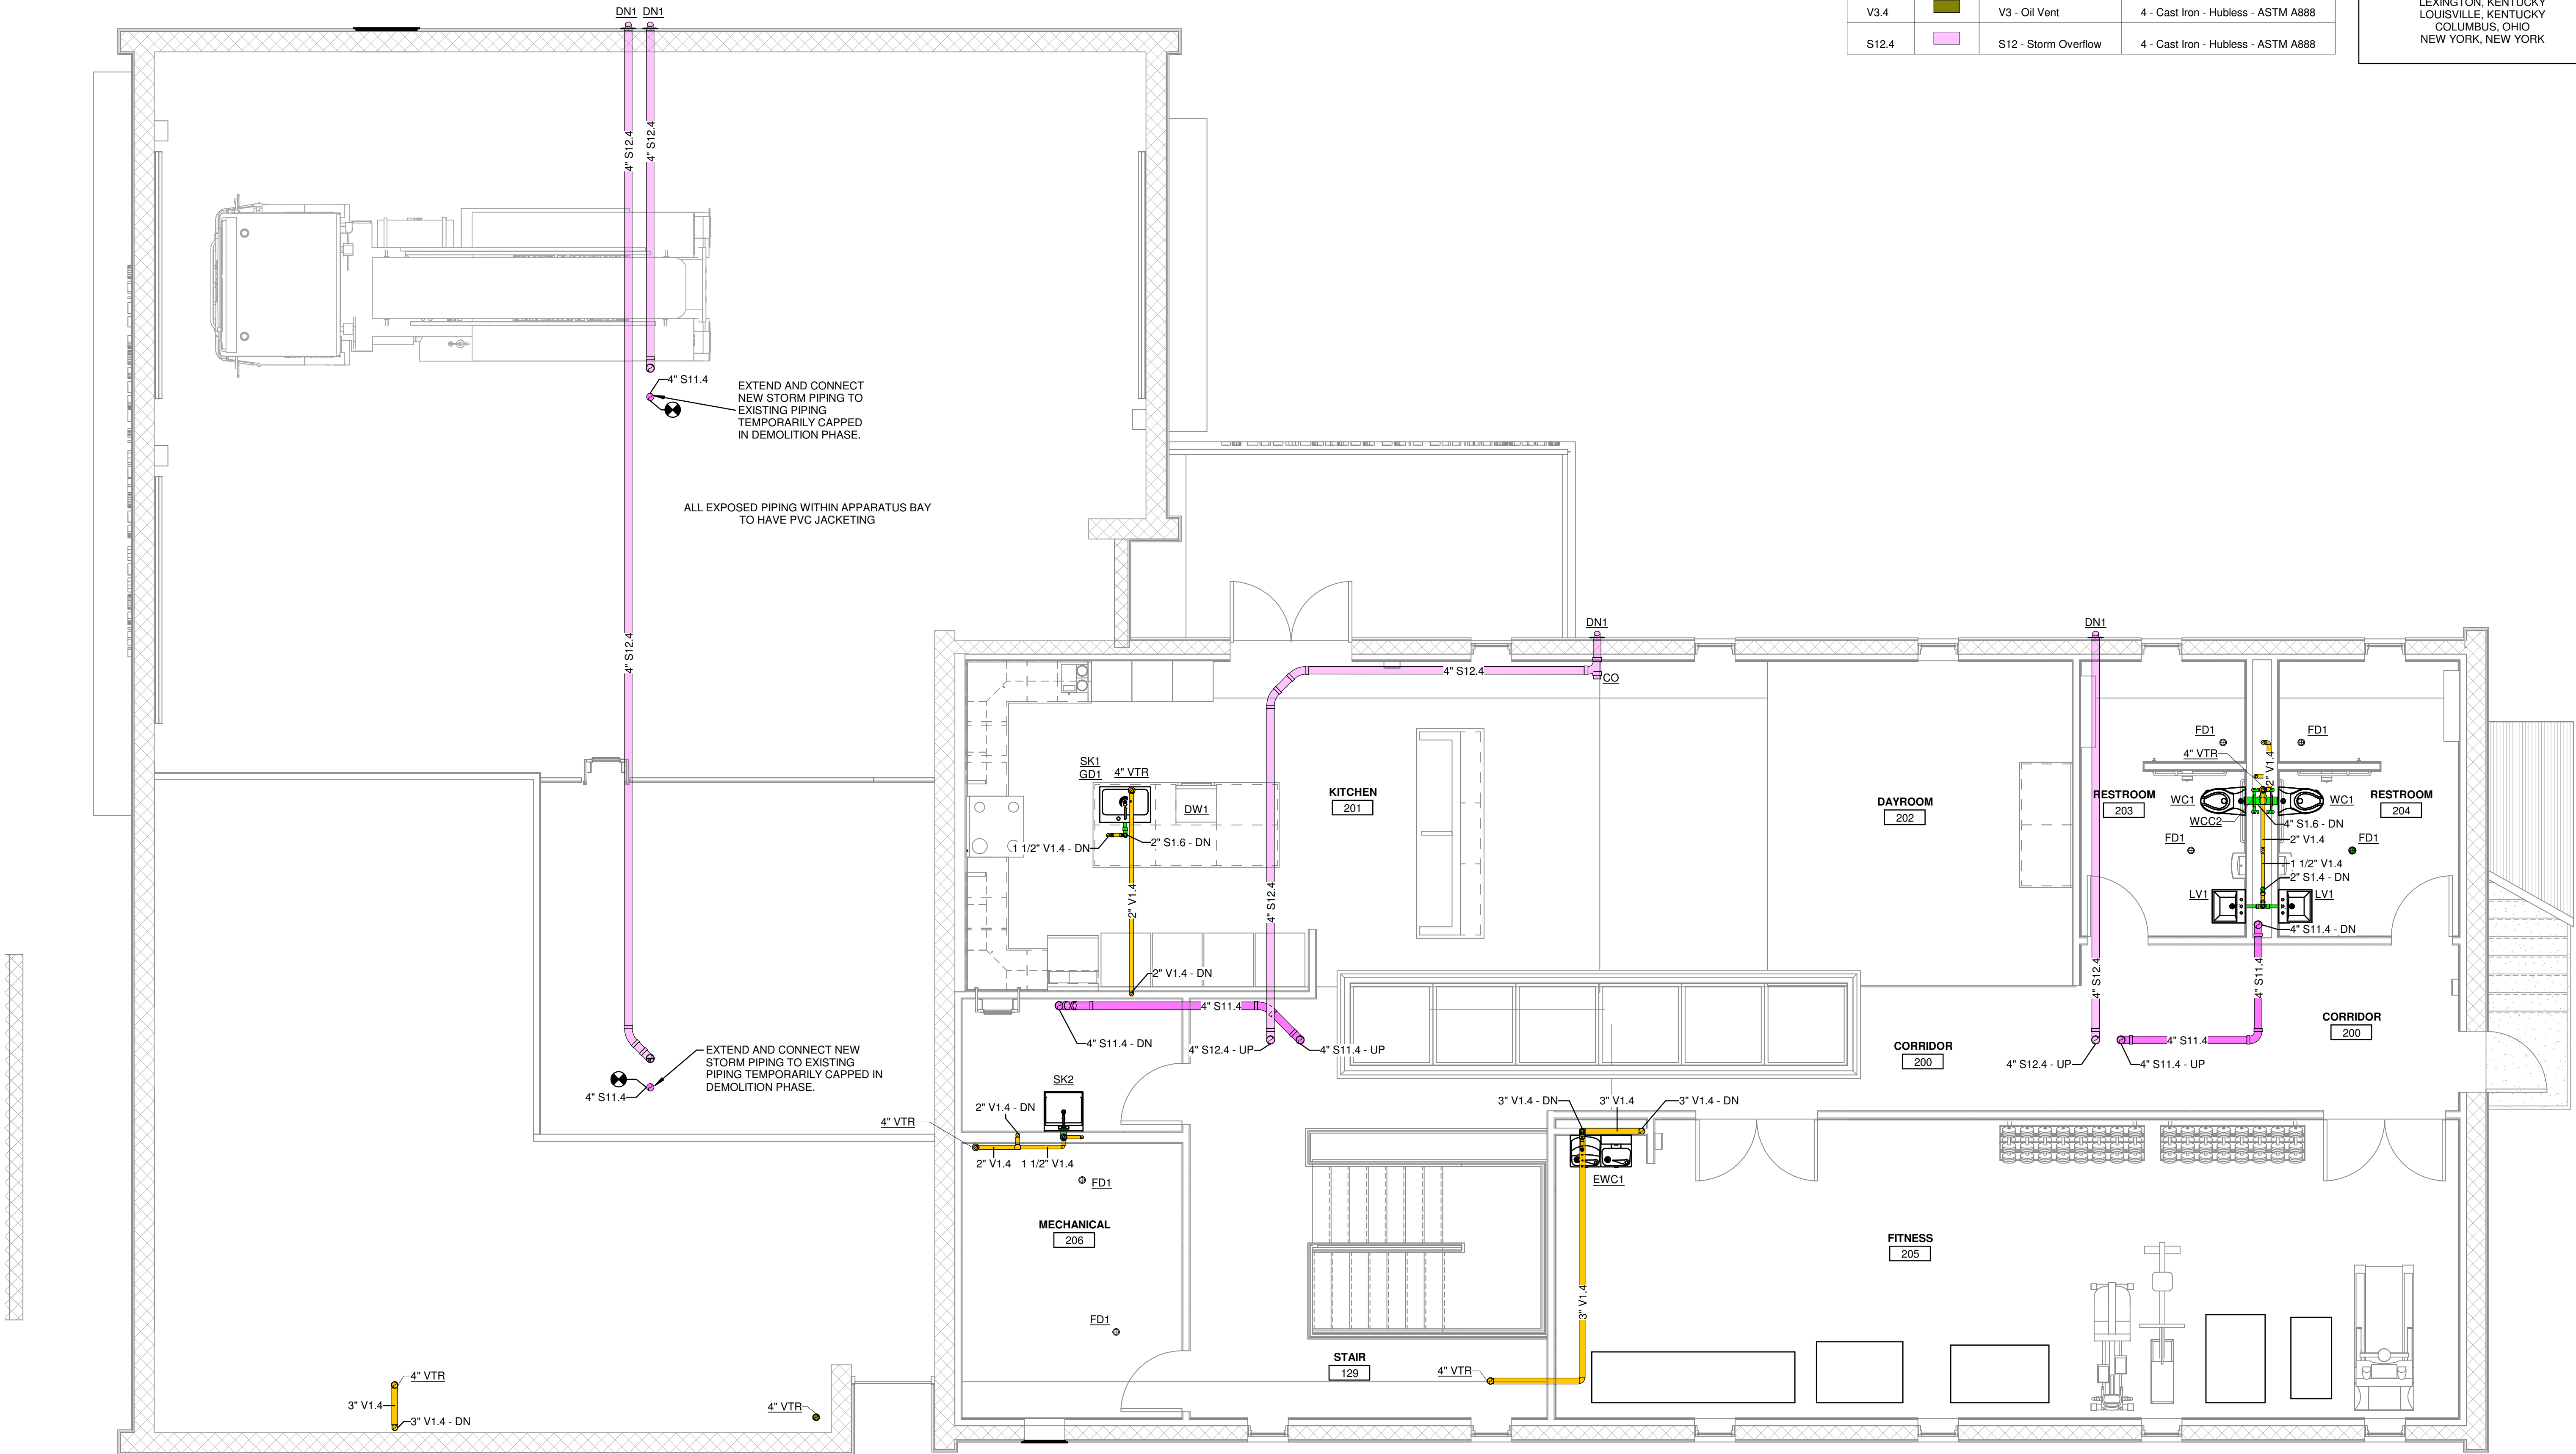 V3.4 V3 - Oil Vent 4 - Cast Iron - Hubless - ASTM A888
S12.4 S12 - Storm Overflow 4 - Cast Iron - Hubless - ASTM A888
LEXINGTON, KENTUCKY
LOUISVILLE, KENTUCKY
COLUMBUS, OHIO
NEW YORK, NEW YORK
DN1 DN1
4" S12.4
4" S12.4
4" S11.4
EXTEND AND CONNECT
NEW STORM PIPING TO
EXISTING PIPING
TEMPORARILY CAPPED
IN DEMOLITION PHASE.
ALL EXPOSED PIPING WITHIN APPARATUS BAY
TO HAVE PVC JACKETING
4" S12.4
DN1
4" S12.4
CO
DN1
SK1
GD1
4" VTR
DW1
1 1/2" V1.4 - DN
2" S1.6 - DN
2" V1.4
2" V1.4 - DN
KITCHEN
201
4" S12.4
DAYROOM
202
FD1
FD1
4" VTR
2" V1.4
RESTROOM
203
WC1
WCC2
WC1
RESTROOM
204
4" S1.6 - DN
2" V1.4
FD1
FD1
1 1/2" V1.4
2" S1.4 - DN
LV1
LV1
4" S11.4 - DN
4" S12.4
4" S11.4
4" S11.4
4" S11.4 - DN
4" S12.4 - UP
4" S11.4 - UP
CORRIDOR
200
4" S12.4 - UP
4" S11.4
4" S11.4 - UP
CORRIDOR
200
EXTEND AND CONNECT NEW
STORM PIPING TO EXISTING
PIPING TEMPORARILY CAPPED IN
DEMOLITION PHASE.
4" S11.4
SK2
2" V1.4 - DN
4" VTR
2" V1.4
1 1/2" V1.4
3" V1.4 - DN
3" V1.4
3" V1.4 - DN
EWC1
FD1
MECHANICAL
206
FD1
3" V1.4
FITNESS
205
STAIR
129
4" VTR
4" VTR
3" V1.4
3" V1.4 - DN
4" VTR